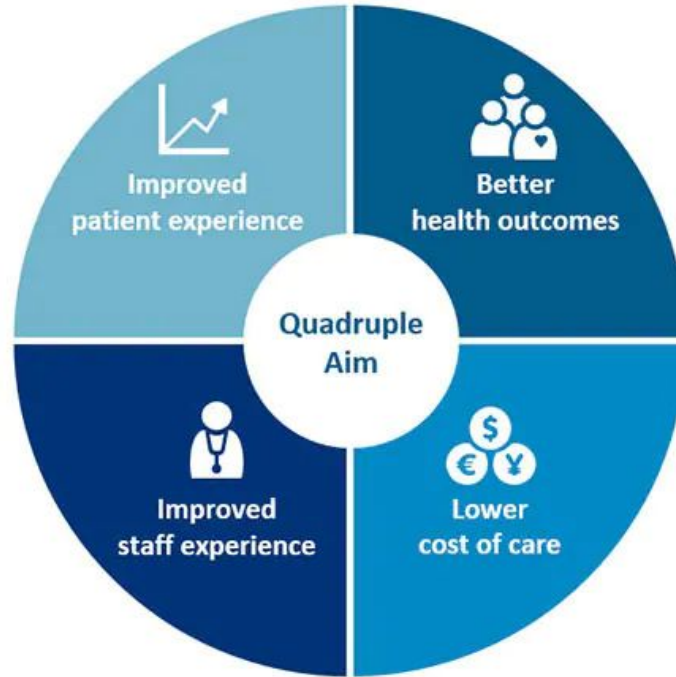 Improved
patient experience
Better
health outcomes
Quadruple
Aim
Improved
staff experience
$
€ ¥
Lower
cost of care